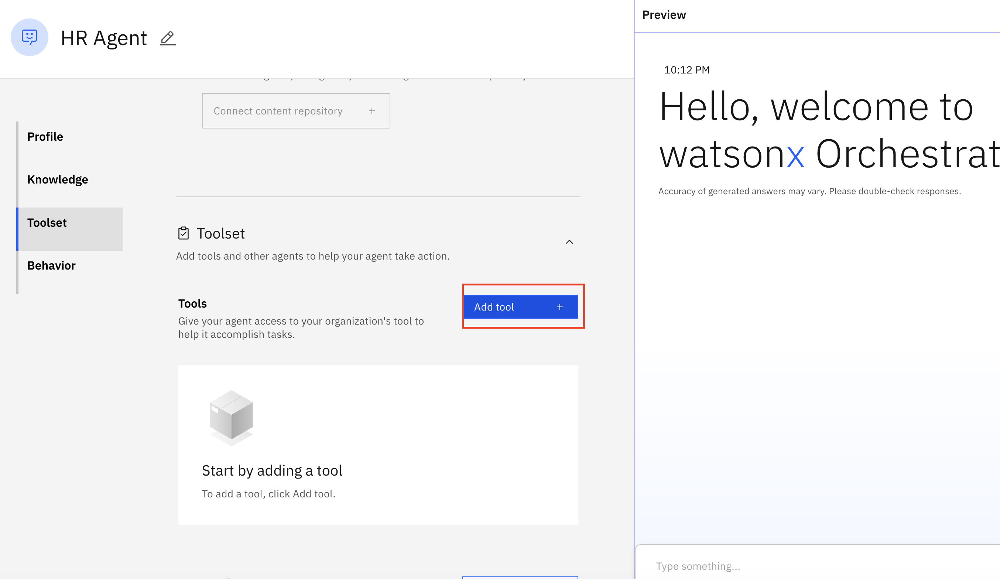 HR Agent
Connect content repository +
Profile
Knowledge
Toolset
Behavior
Toolset
Add tools and other agents to help your agent take action.
Tools
Give your agent access to your organization's tool to
help it accomplish tasks.
Add tool +
Start by adding a tool
To add a tool, click Add tool.
Preview
10:12 PM
Hello, welcome to
watsonx Orchestrat
Accuracy of generated answers may vary. Please double-check responses.
Type something...